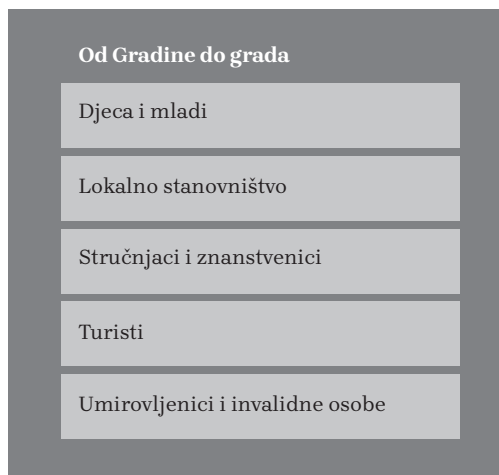 Od Gradine do grada
Djeca i mladi
Lokalno stanovništvo
Stručnjaci i znanstvenici
Turisti
Umirovljenici i invalidne osobe